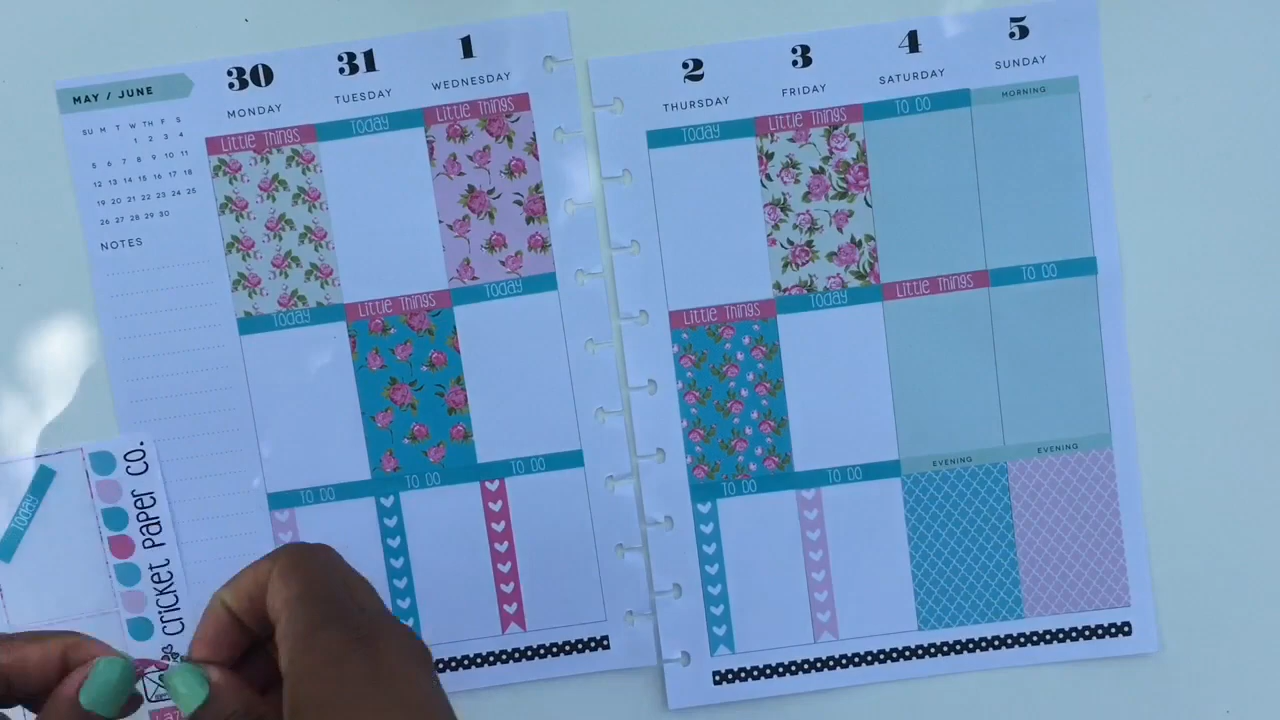 30 31 1 2 3 4 5
MONDAY TUESDAY WEDNESDAY THURSDAY FRIDAY SATURDAY SUNDAY
MAY / JUNE
SU M T W TH F S
1 2 3 4
5 6 7 8 9 10 11
12 13 14 15 16 17 18
19 20 21 22 23 24 25
26 27 28 29 30
NOTES
Little Things Today Little Things Today Little Things TO DO MORNING
Today Little Things Today Little Things Today Little Things TO DO
TO DO TO DO TO DO TO DO TO DO EVENING EVENING
Today
CRICKET PAPER CO.